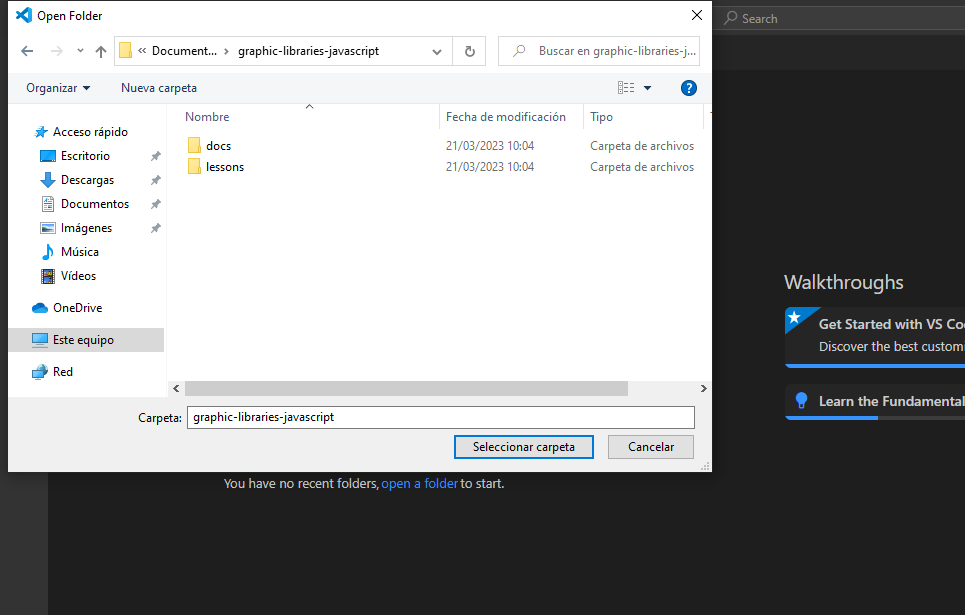 Open Folder
Search
« Document... > graphic-libraries-javascript
Buscar en graphic-libraries-j...
Organizar
Nueva carpeta
?
Nombre
Fecha de modificación
Tipo
docs
21/03/2023 10:04
Carpeta de archivos
lessons
21/03/2023 10:04
Carpeta de archivos
Acceso rápido
Escritorio
Descargas
Documentos
Imágenes
Música
Vídeos
OneDrive
Este equipo
Red
Carpeta: graphic-libraries-javascript
Seleccionar carpeta
Cancelar
You have no recent folders, open a folder to start.
Walkthroughs
Get Started with VS Co
Discover the best custom
Learn the Fundamental